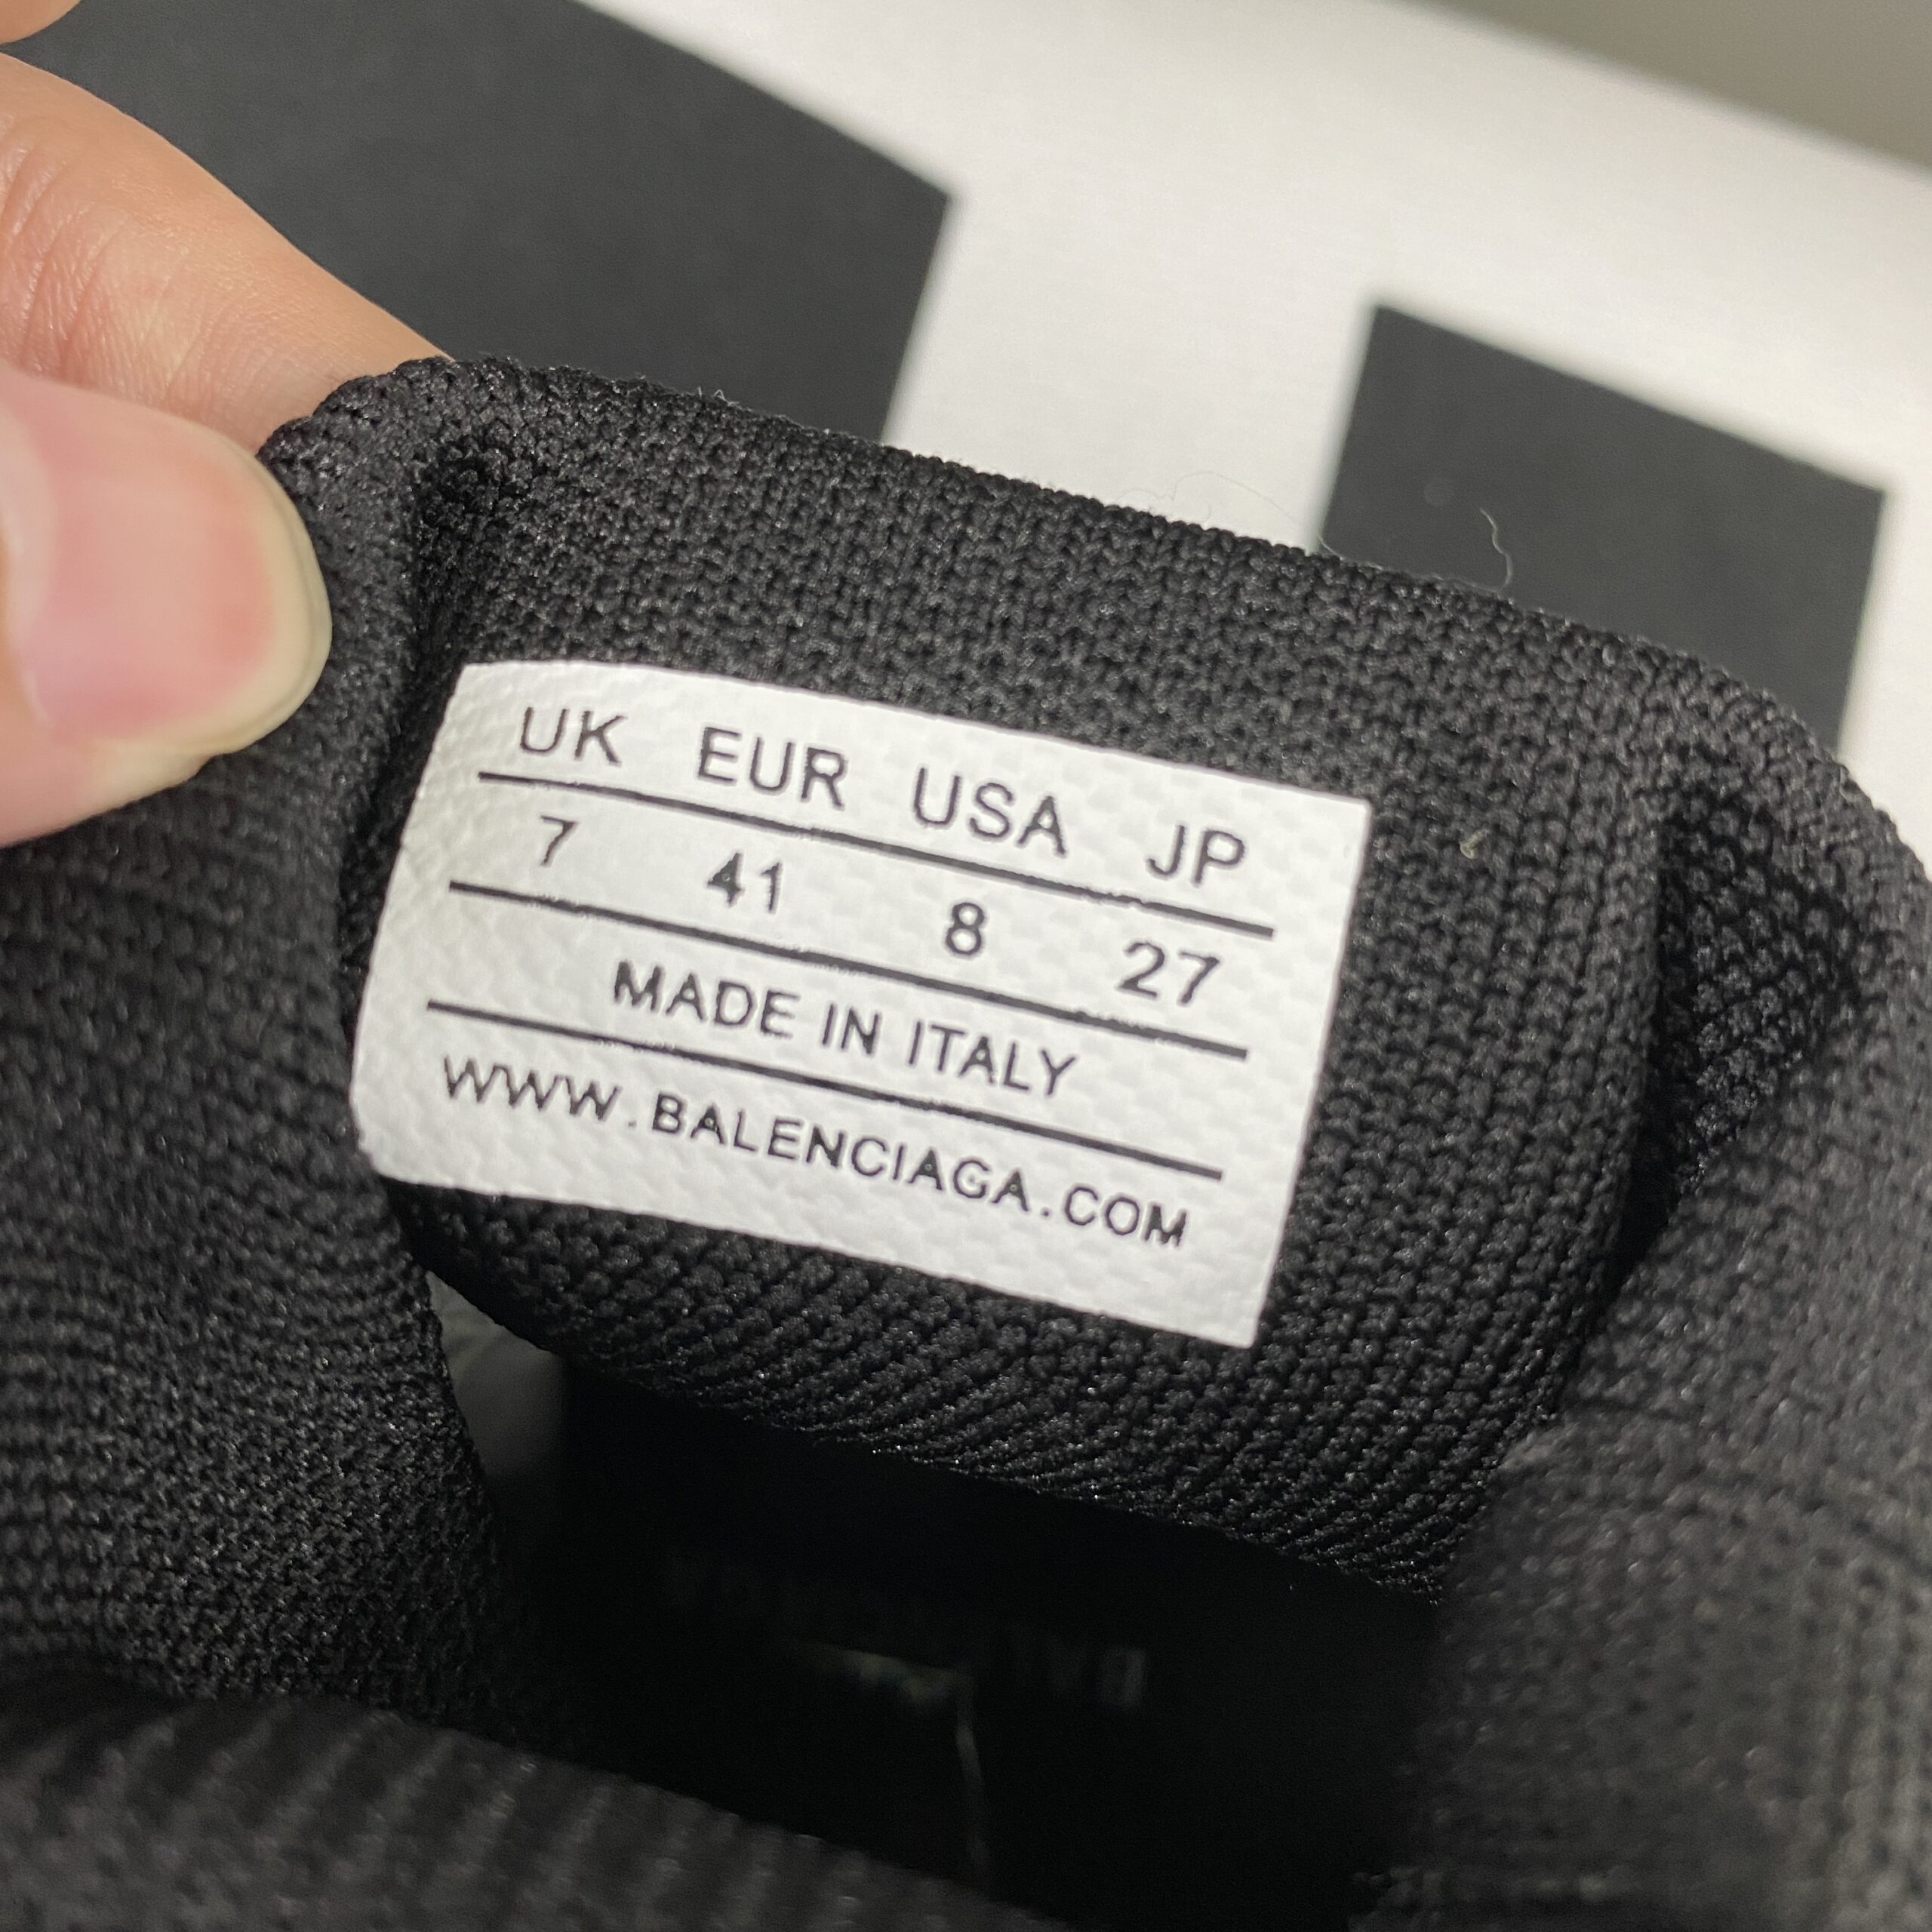 UK EUR USA JP
7 41 8 27
MADE IN ITALY
WWW.BALENCIAGA.COM